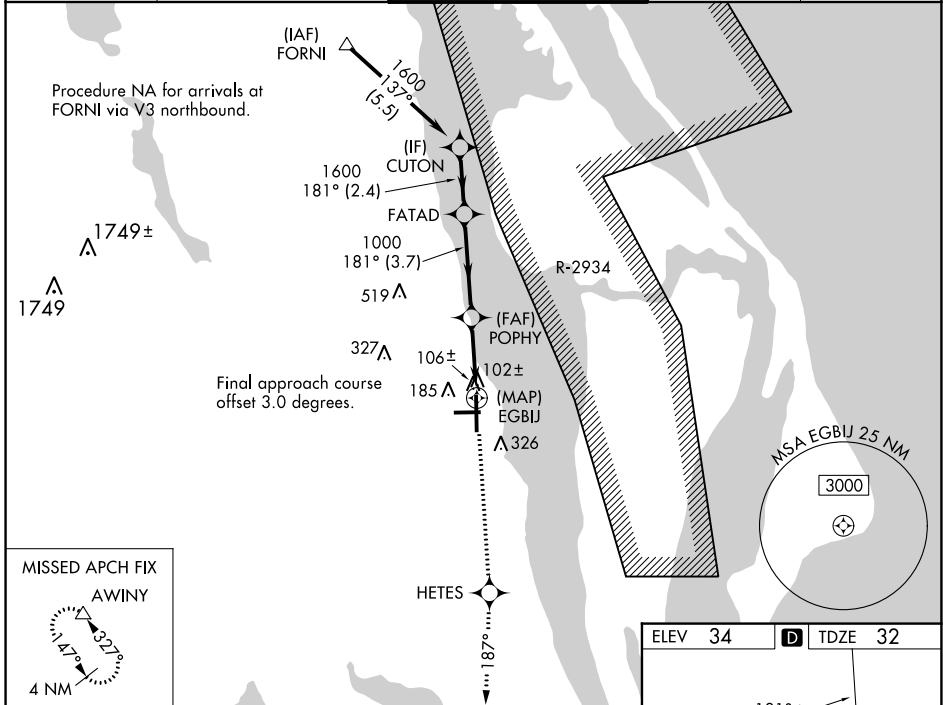 (IAF)
FORNI
1600
137°
(5.5)
Procedure NA for arrivals at
FORNI via V3 northbound.
(IF)
CUTON
1600
181° (2.4)
FATAD
1000
181° (3.7)
1749±
1749
519
R-2934
(FAF)
POPHY
327
106±
102±
185
(MAP)
EGBIJ
Final approach course
offset 3.0 degrees.
326
MSA EGBIJ 25 NM
3000
MISSED APCH FIX
AWINY
327°
147°
4 NM
HETES
187°
ELEV 34 D TDZE 32